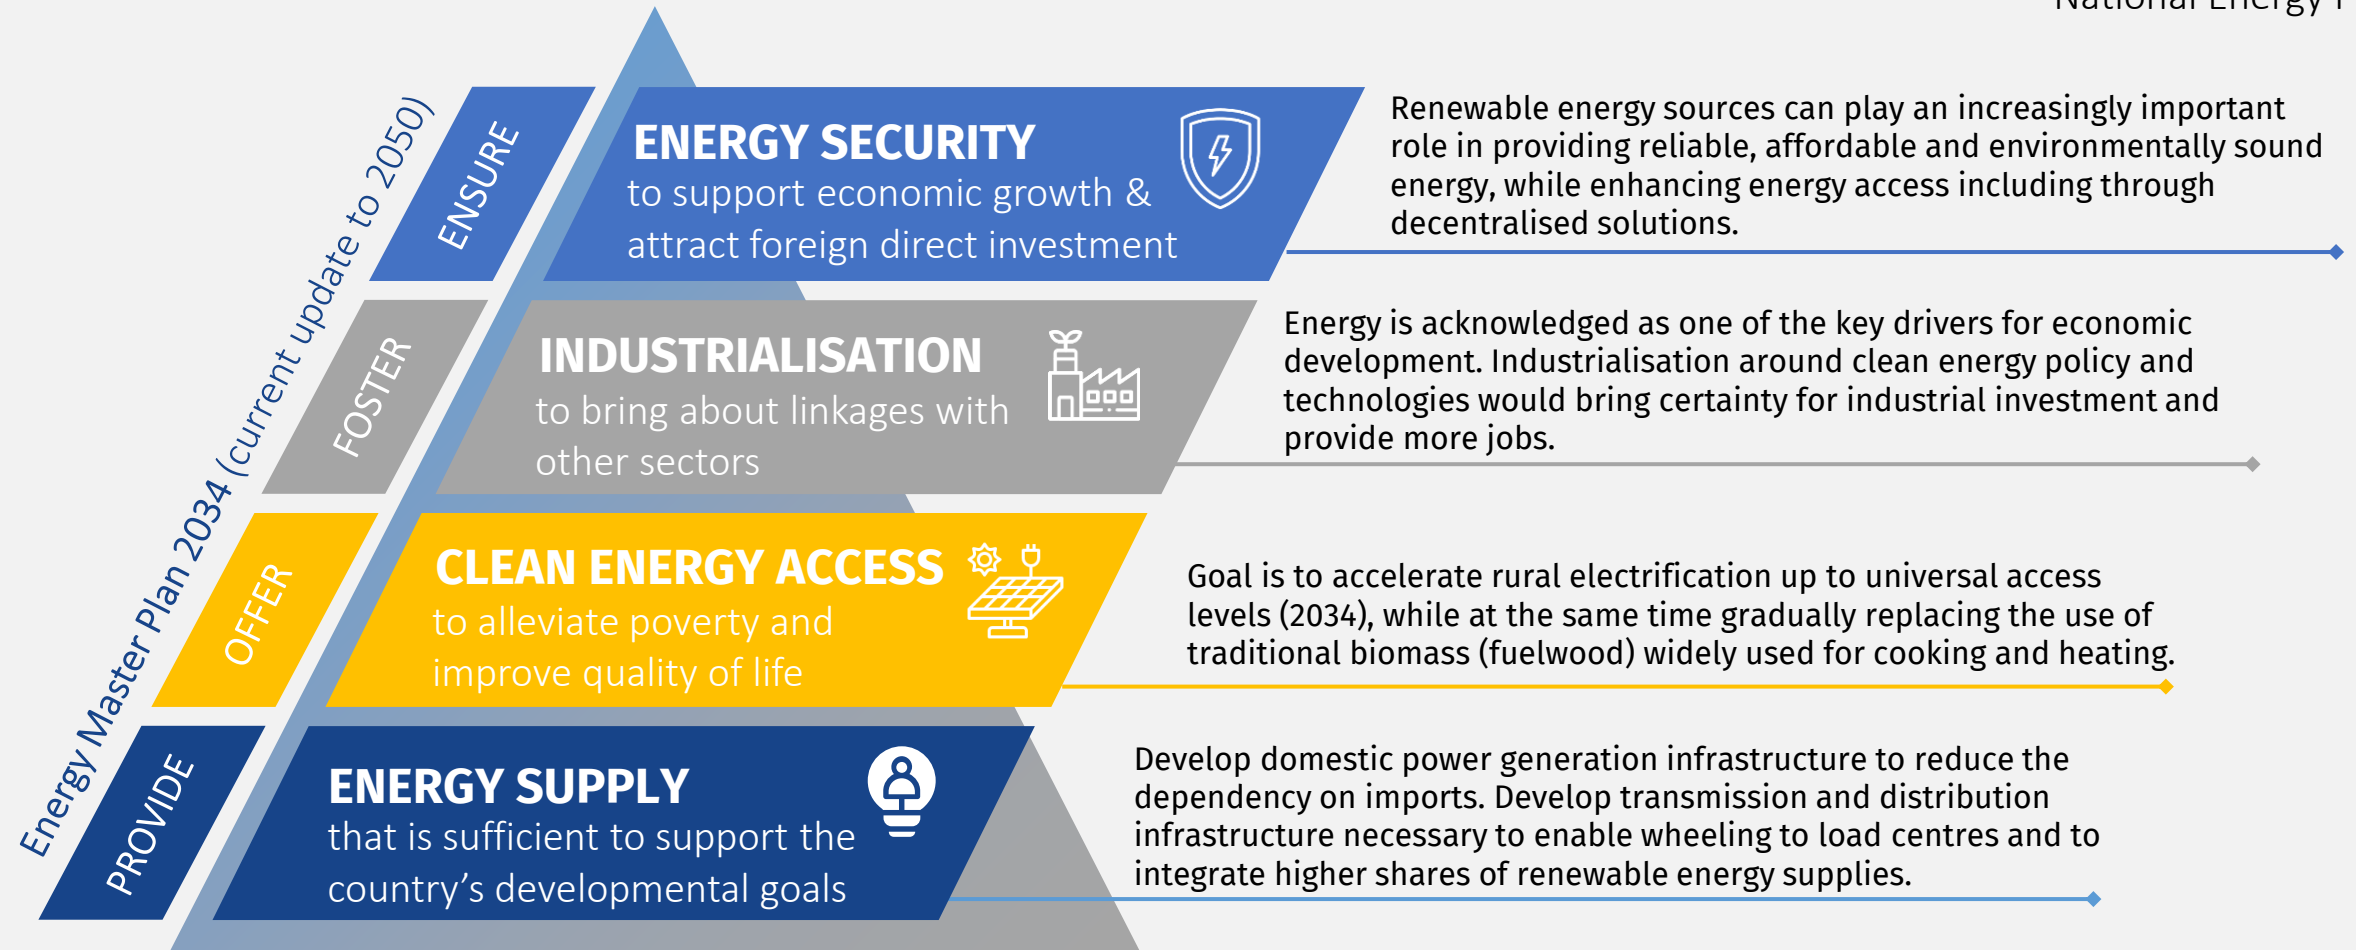 National Energy
Energy Master Plan 2034 (current update to 2050)
ENSURE
ENERGY SECURITY
to support economic growth &
attract foreign direct investment
Renewable energy sources can play an increasingly important
role in providing reliable, affordable and environmentally sound
energy, while enhancing energy access including through
decentralised solutions.
FOSTER
INDUSTRIALISATION
to bring about linkages with
other sectors
Energy is acknowledged as one of the key drivers for economic
development. Industrialisation around clean energy policy and
technologies would bring certainty for industrial investment and
provide more jobs.
OFFER
CLEAN ENERGY ACCESS
to alleviate poverty and
improve quality of life
Goal is to accelerate rural electrification up to universal access
levels (2034), while at the same time gradually replacing the use of
traditional biomass (fuelwood) widely used for cooking and heating.
PROVIDE
ENERGY SUPPLY
that is sufficient to support the
country’s developmental goals
Develop domestic power generation infrastructure to reduce the
dependency on imports. Develop transmission and distribution
infrastructure necessary to enable wheeling to load centres and to
integrate higher shares of renewable energy supplies.